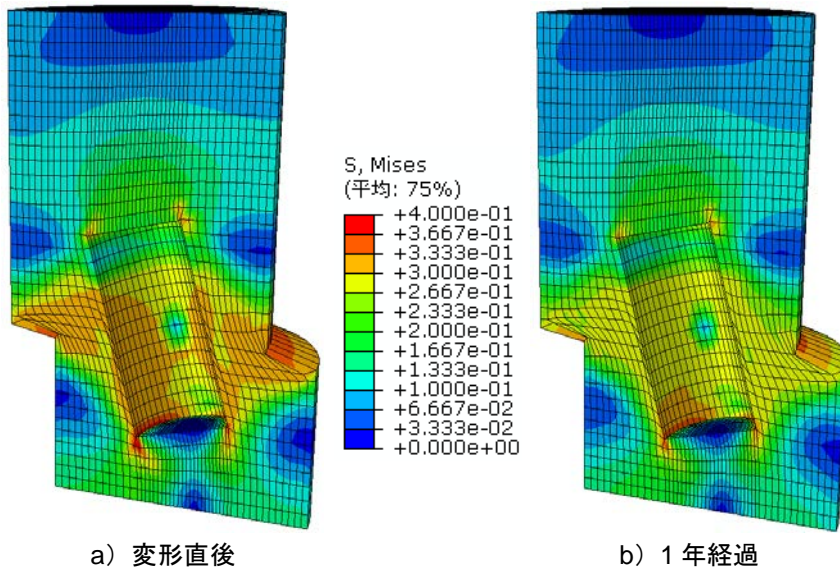 S, Mises
(平均: 75%)
+4.000e-01
+3.667e-01
+3.333e-01
+3.000e-01
+2.667e-01
+2.333e-01
+2.000e-01
+1.667e-01
+1.333e-01
+1.000e-01
+6.667e-02
+3.333e-02
+0.000e+00
a）変形直後
b）1 年経過